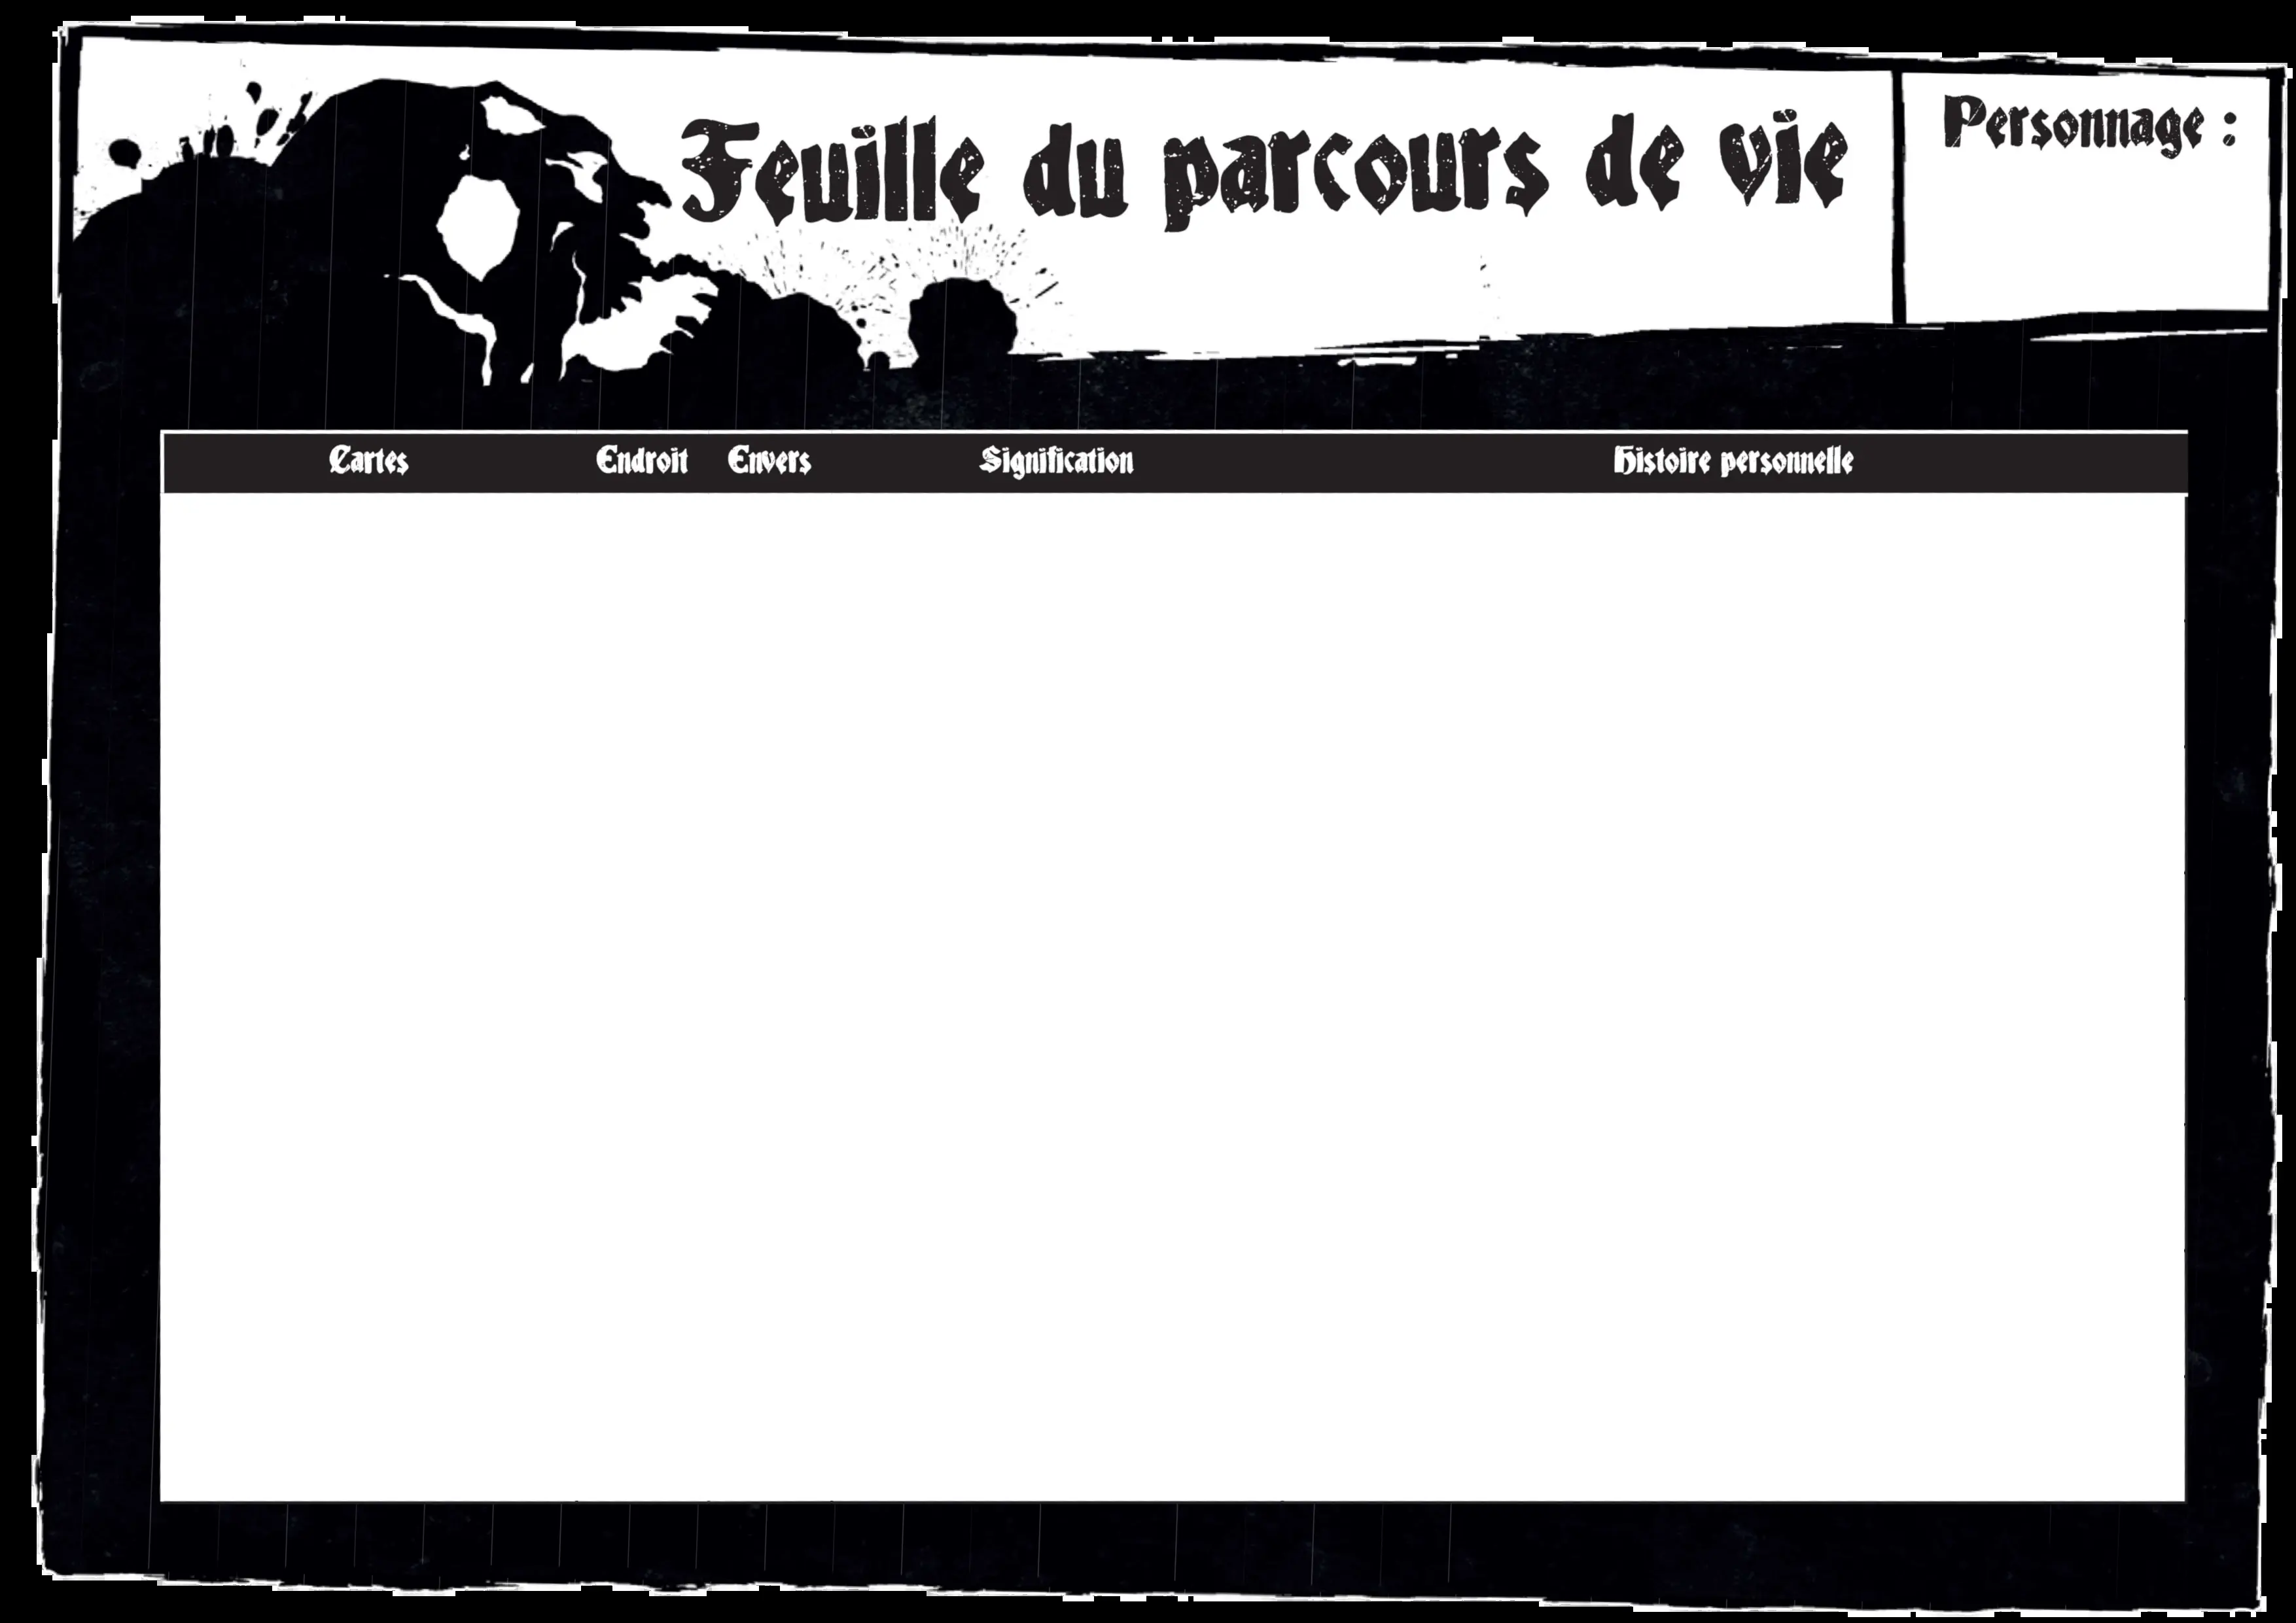 Feuille du parcours de vie
Personnage :
Cartes Endroit Envers Signification Histoire personnelle